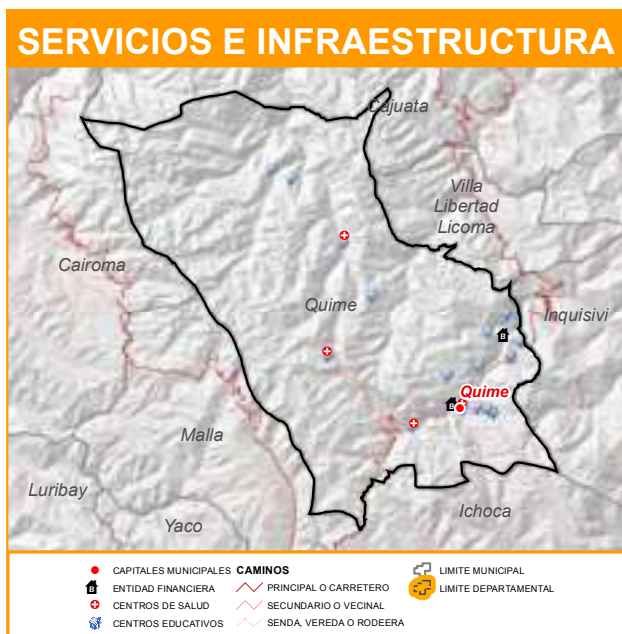 SERVICIOS E INFRAESTRUCTURA
Cajuata
Villa
Libertad
Licoma
Cairoma
Quime
Inquisivi
B
Quime
B
Malla
Luribay
Ichoca
Yaco
CAPITALES MUNICIPALES
B ENTIDAD FINANCIERA
CENTROS DE SALUD
CENTROS EDUCATIVOS
CAMINOS
PRINCIPAL O CARRETERO
SECUNDARIO O VECINAL
SENDA, VEREDA O RODEERA
LIMITE MUNICIPAL
LIMITE DEPARTAMENTAL